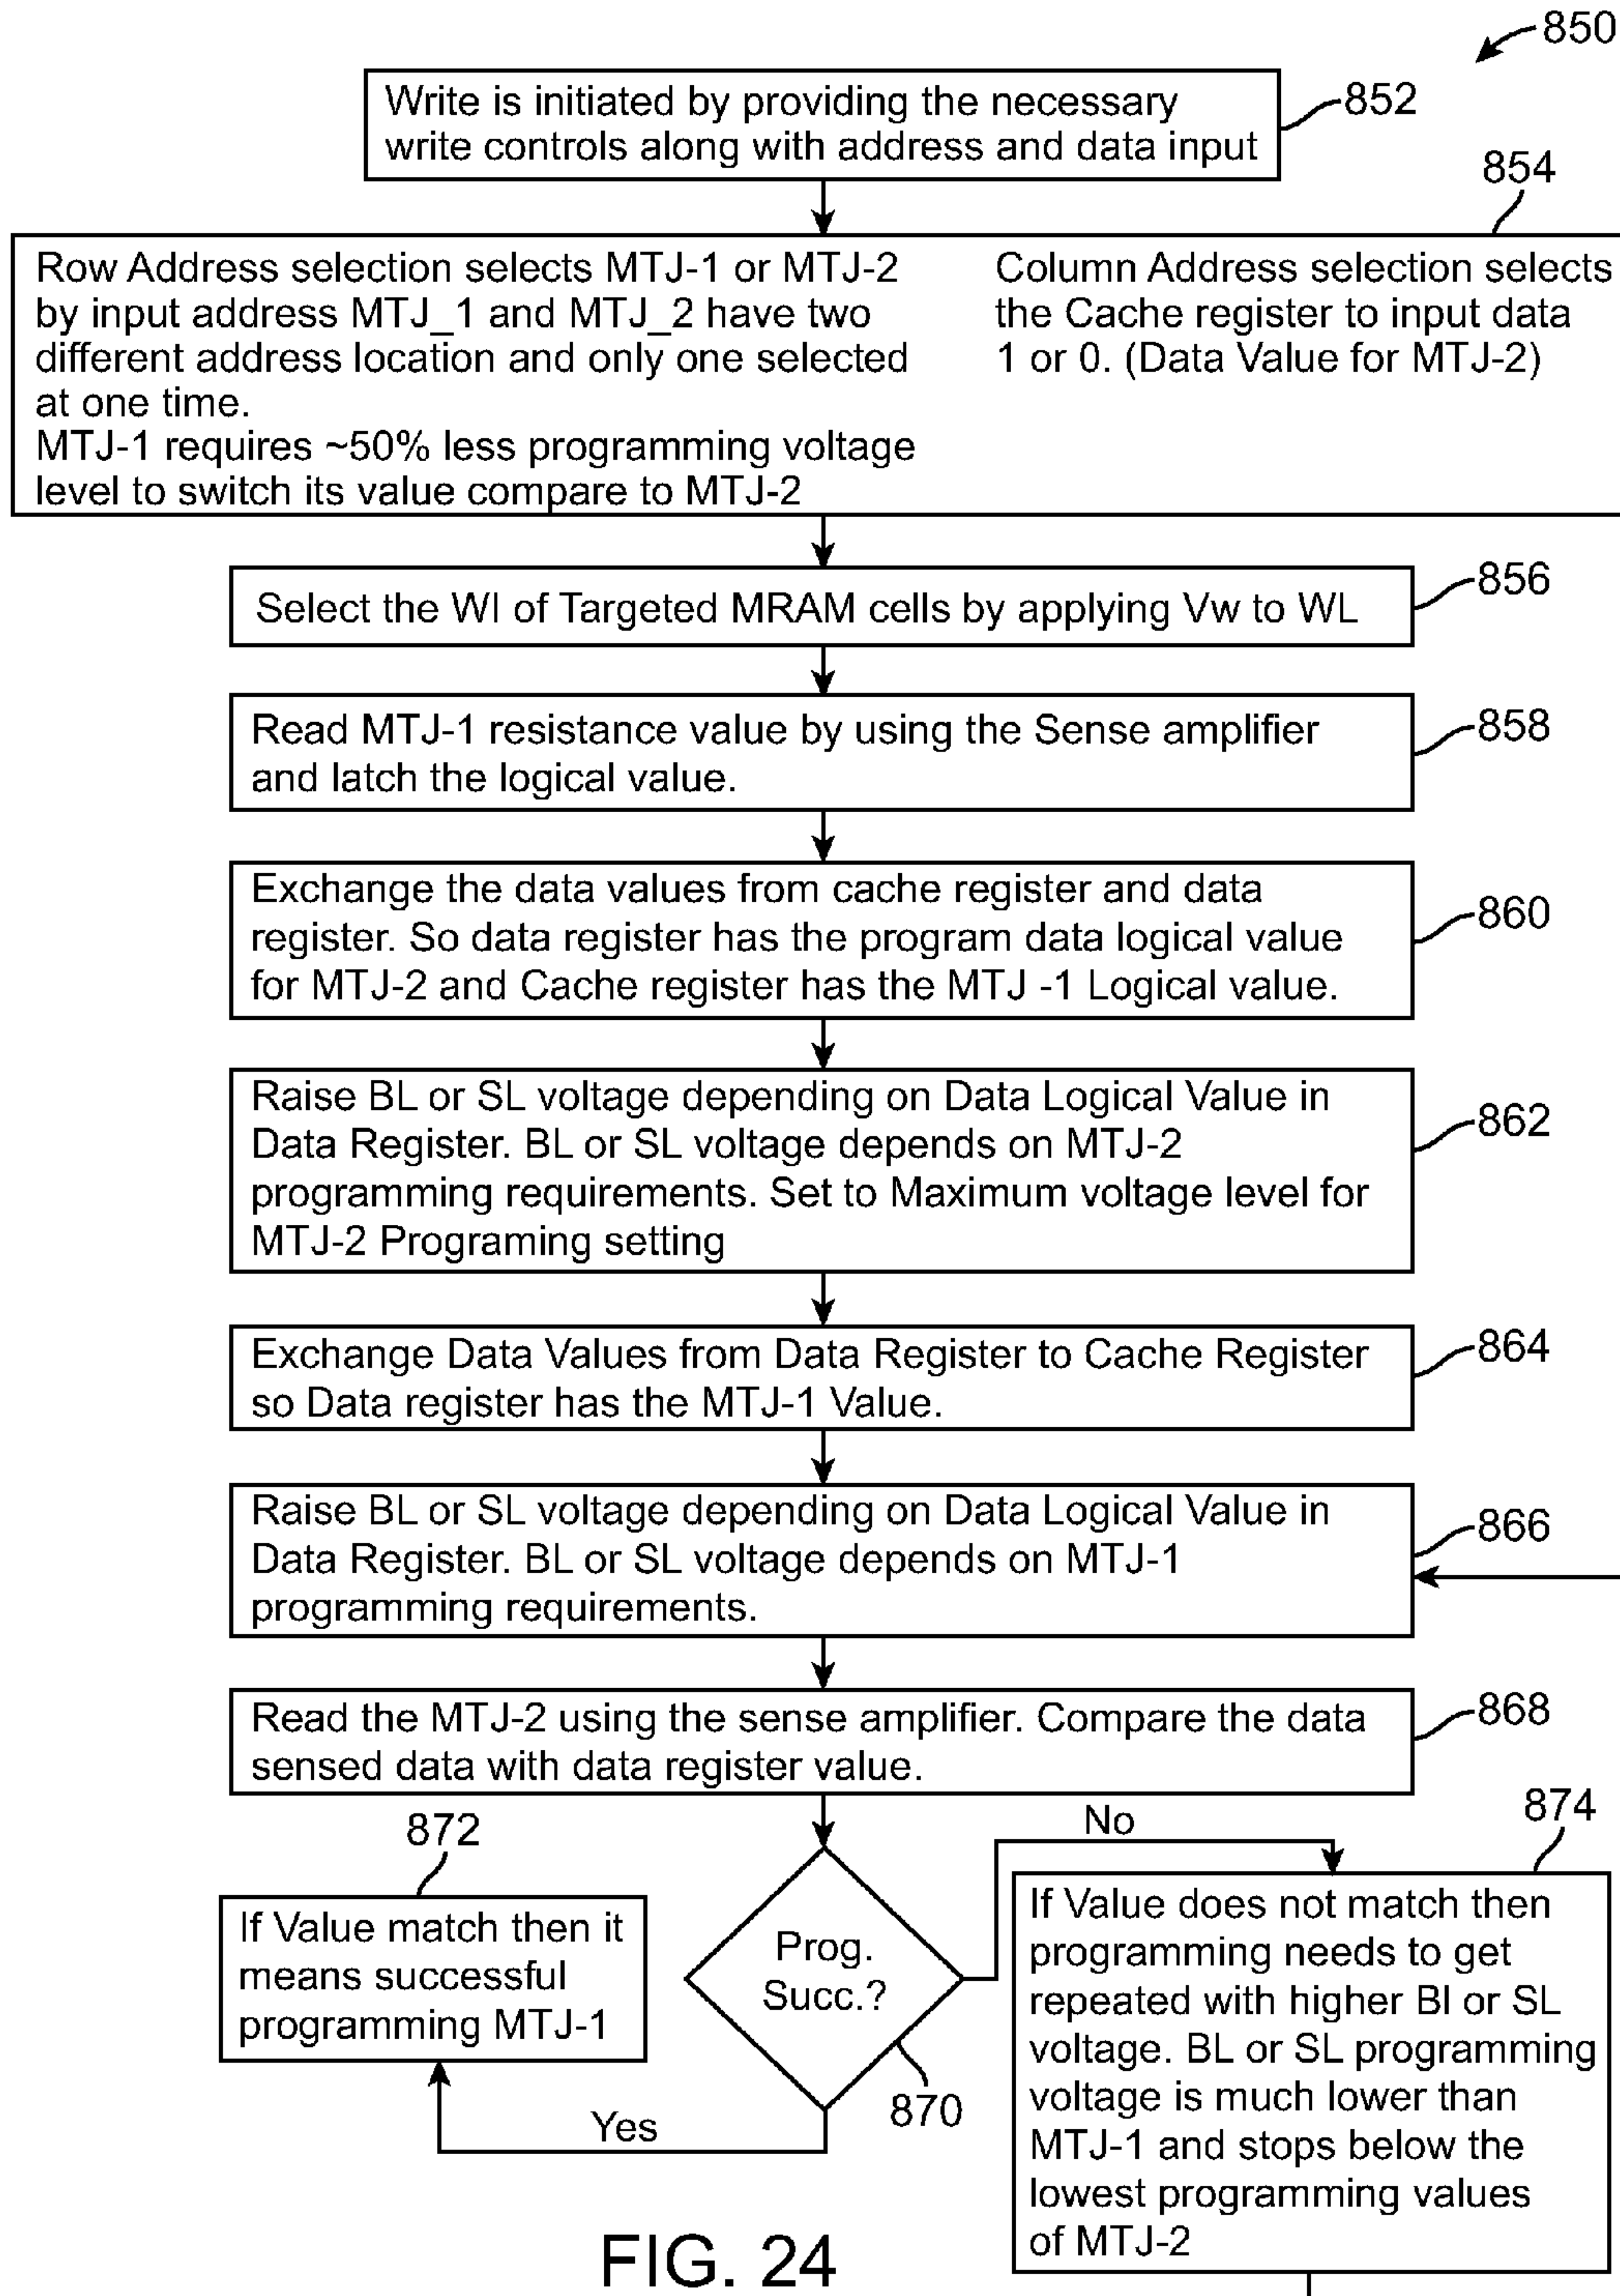 850
Write is initiated by providing the necessary
write controls along with address and data input
852
854
Row Address selection selects MTJ-1 or MTJ-2
by input address MTJ_1 and MTJ_2 have two
different address location and only one selected
at one time.
MTJ-1 requires ~50% less programming voltage
level to switch its value compare to MTJ-2
Column Address selection selects
the Cache register to input data
1 or 0. (Data Value for MTJ-2)
Select the Wl of Targeted MRAM cells by applying Vw to WL
856
Read MTJ-1 resistance value by using the Sense amplifier
and latch the logical value.
858
Exchange the data values from cache register and data
register. So data register has the program data logical value
for MTJ-2 and Cache register has the MTJ -1 Logical value.
860
Raise BL or SL voltage depending on Data Logical Value in
Data Register. BL or SL voltage depends on MTJ-2
programming requirements. Set to Maximum voltage level for
MTJ-2 Programing setting
862
Exchange Data Values from Data Register to Cache Register
so Data register has the MTJ-1 Value.
864
Raise BL or SL voltage depending on Data Logical Value in
Data Register. BL or SL voltage depends on MTJ-1
programming requirements.
866
Read the MTJ-2 using the sense amplifier. Compare the data
sensed data with data register value.
868
872
If Value match then it
means successful
programming MTJ-1
Prog.
Succ.?
870
Yes
No
874
If Value does not match then
programming needs to get
repeated with higher Bl or SL
voltage. BL or SL programming
voltage is much lower than
MTJ-1 and stops below the
lowest programming values
of MTJ-2
FIG. 24